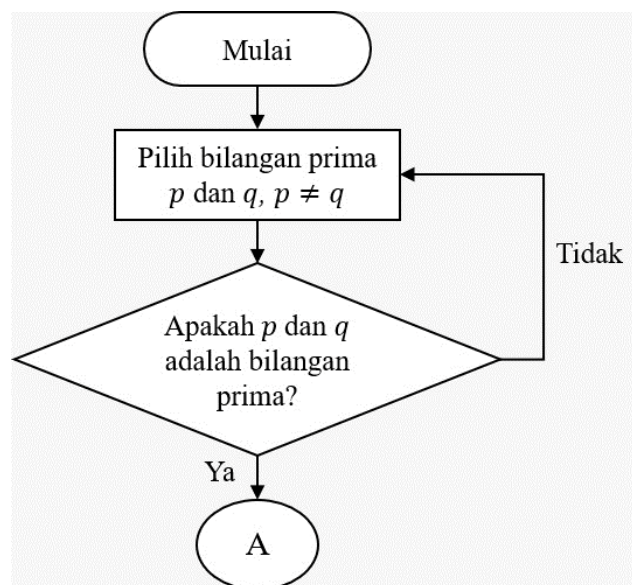 Mulai
Pilih bilangan prima
p dan q, p ≠ q
Tidak
Apakah p dan q
adalah bilangan
prima?
Ya
A